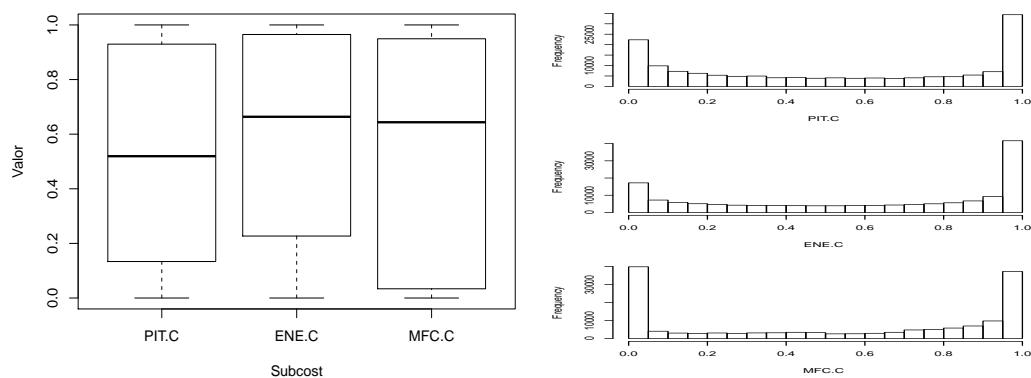 Valor
0.0 0.2 0.4 0.6 0.8 1.0
PIT.C ENE.C MFC.C
Subcost
Frequency
0 10000 25000
0.0 0.2 0.4 0.6 0.8 1.0
PIT.C
Frequency
0 10000 30000
0.0 0.2 0.4 0.6 0.8 1.0
ENE.C
Frequency
0 10000 30000
0.0 0.2 0.4 0.6 0.8 1.0
MFC.C